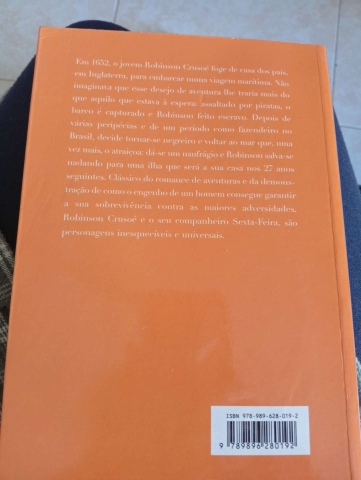 Em 1652, o jovem Robinson Crusoé foge de casa dos pais,
em Inglaterra, para embarcar numa viagem marítima. Não
imaginava que esse desejo de aventura lhe traria mais do
que aquilo que estava à espera: assaltado por piratas, o
barco é capturado e Robinson feito escravo. Depois de
várias peripécias e de um período como fazendeiro no
Brasil, decide tornar-se negreiro e voltar ao mar que, uma
vez mais, o atraiçoa: dá-se um naufrágio e Robinson salva-se
nadando para uma ilha que será a sua casa nos 27 anos
seguintes. Clássico do romance de aventuras e da demons-
tração de como o engenho de um homem consegue garantir
a sua sobrevivência contra as maiores adversidades,
Robinson Crusoé e o seu companheiro Sexta-Feira, são
personagens inesquecíveis e universais.
ISBN 978-989-628-019-2
9 789896 280192